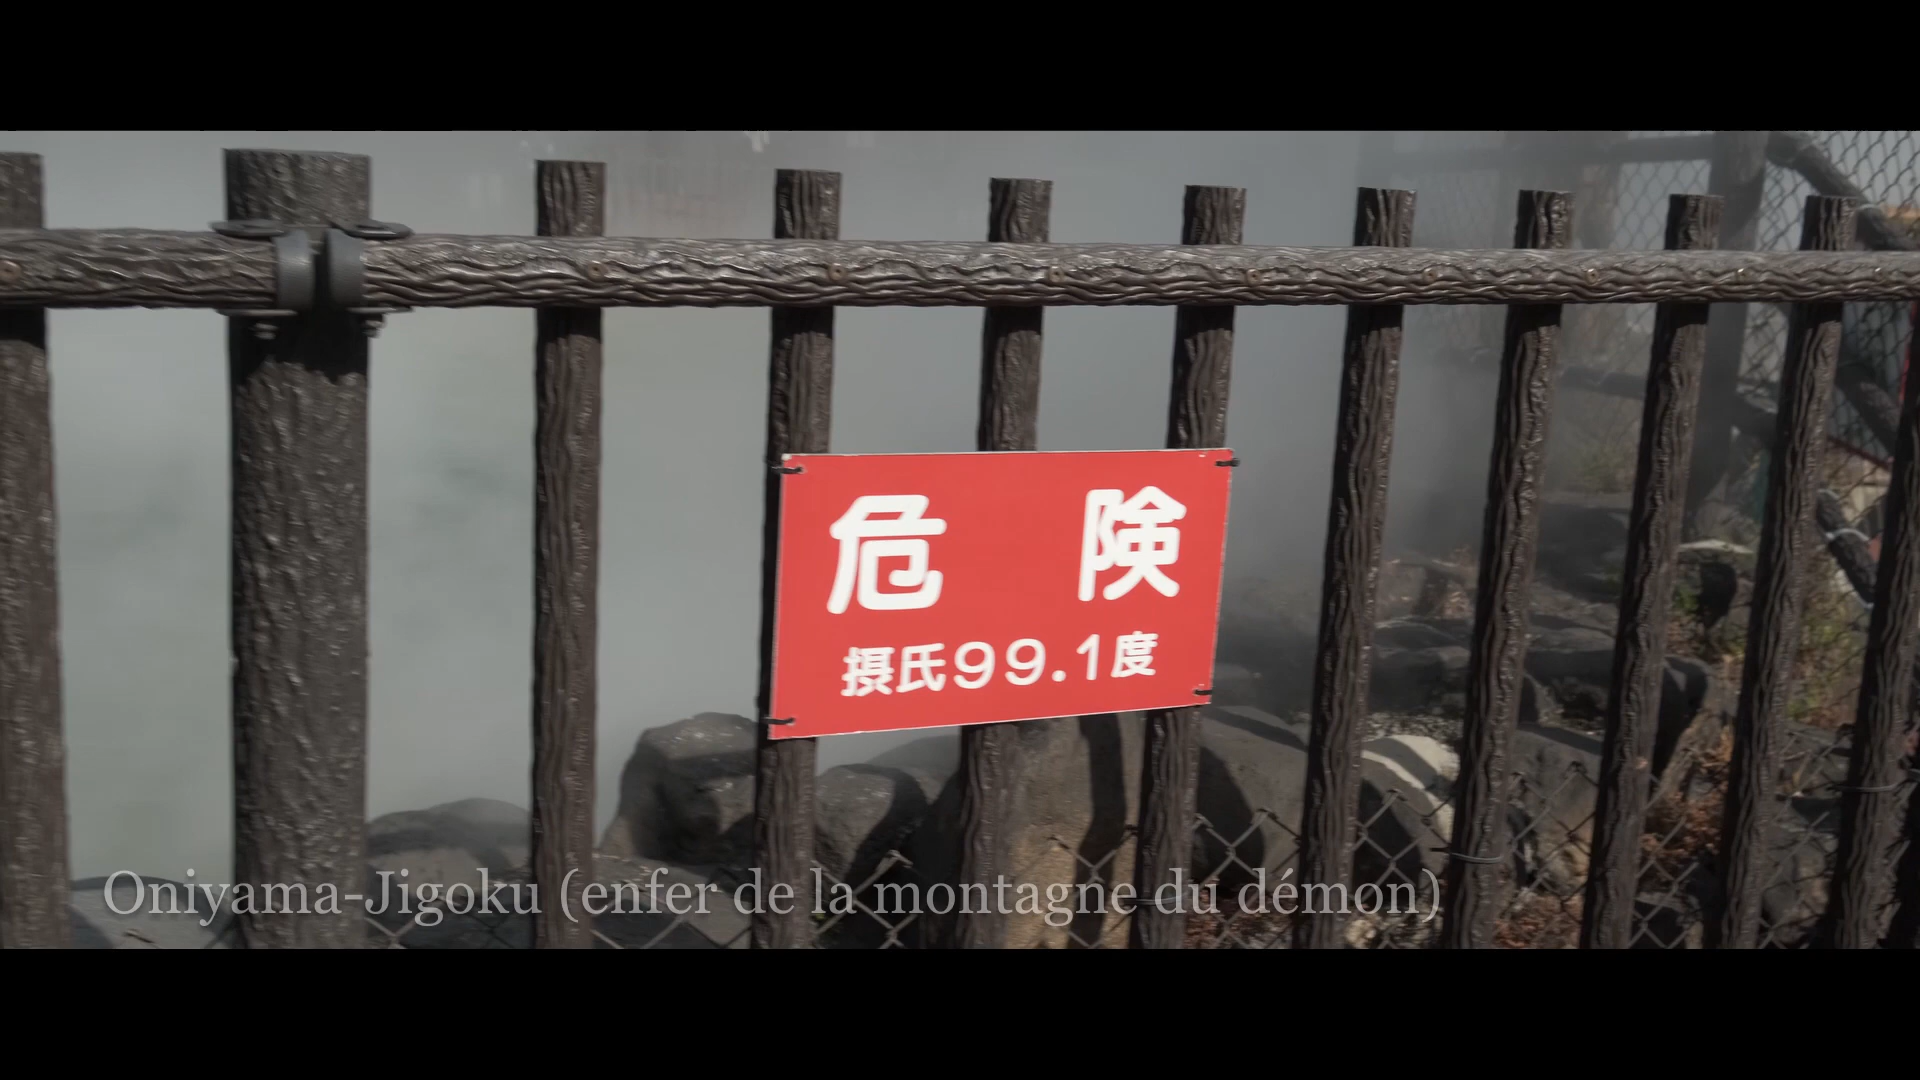 危　険
摂氏99.1度
Oniyama-Jigoku (enfer de la montagne du démon)